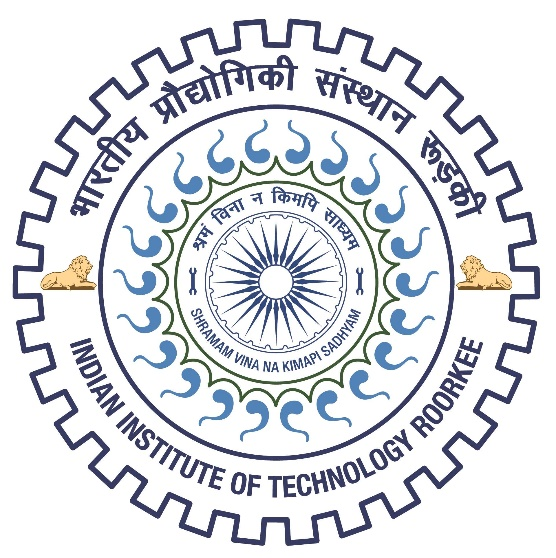 भारतीय प्रौद्योगिकी संस्थान रूड़की
श्रम विना न किमपि साध्यम
SHRAMAM VINA NA KIMAPI SADHYAM
INDIAN INSTITUTE OF TECHNOLOGY ROORKEE